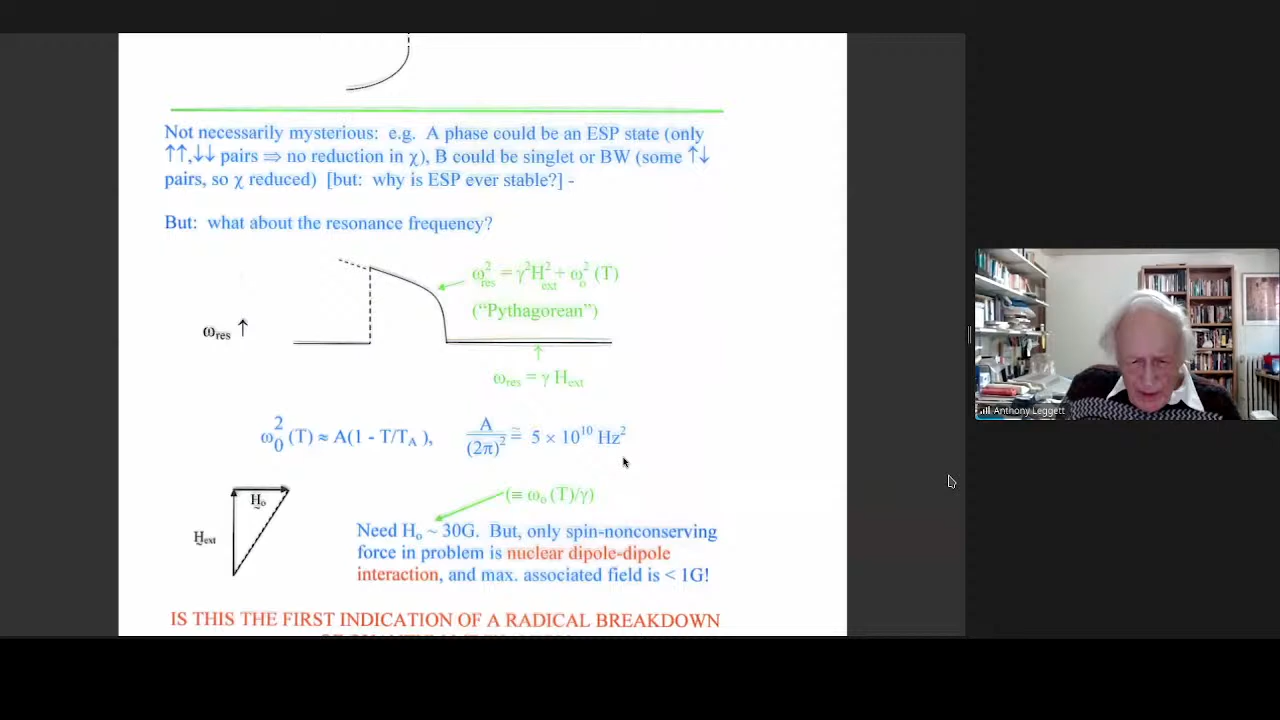 Not necessarily mysterious: e.g. A phase could be an ESP state (only
↑↑,↓↓ pairs ⇒ no reduction in χ), B could be singlet or BW (some ↑↓
pairs, so χ reduced) [but: why is ESP ever stable?] -
But: what about the resonance frequency?
ω²res = γ²H²ext + ω²o (T)
("Pythagorean")
ωres ↑
ωres = γ Hext
ω²0 (T) ≈ A(1 - T/TA ), A/(2π)² ≅ 5 × 10¹⁰ Hz²
Ho
(≡ ωo (T)/γ)
Hext
Need Ho ~ 30G. But, only spin-nonconserving
force in problem is nuclear dipole-dipole
interaction, and max. associated field is < 1G!
IS THIS THE FIRST INDICATION OF A RADICAL BREAKDOWN
Anthony Leggett